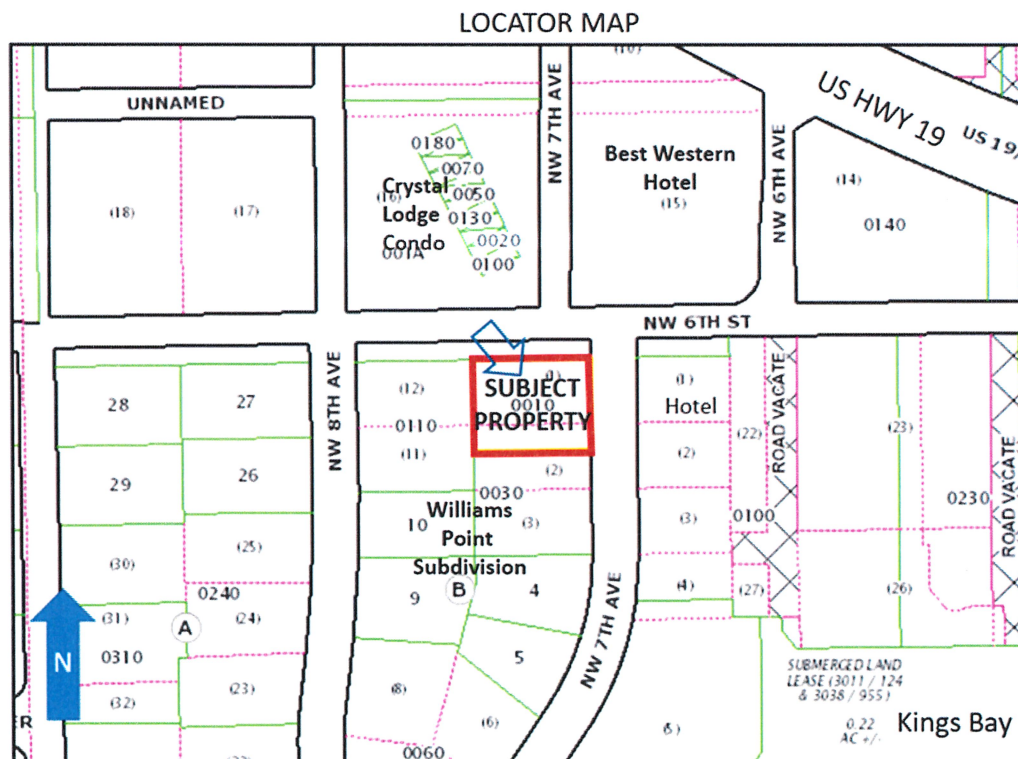 LOCATOR MAP
(10)
UNNAMED
NW 7TH AVE
US HWY 19
US 19/
0180
0070
0050
0130
0020
0100
Crystal
Lodge
Condo
(16)
001A
Best Western
Hotel
(15)
NW 6TH AVE
(14)
0140
(18)
(17)
NW 6TH ST
NW 8TH AVE
28
27
29
26
(30)
(25)
0240
(31)
(24)
A
0310
(32)
(23)
N
ER
(12)
0110
(11)
(1)
SUBJECT
0010
PROPERTY
(2)
0030
(3)
10
Williams
Point
Subdivision
B
9
4
5
(8)
(6)
0060
NW 7TH AVE
(1)
Hotel
(2)
(3)
(4)
(22)
0100
(27)
ROAD VACATE
(23)
0230
(26)
ROAD VACATE
SUBMERGED LAND
LEASE (3011 / 124
& 3038 / 955)
0.22
AC +/-
Kings Bay